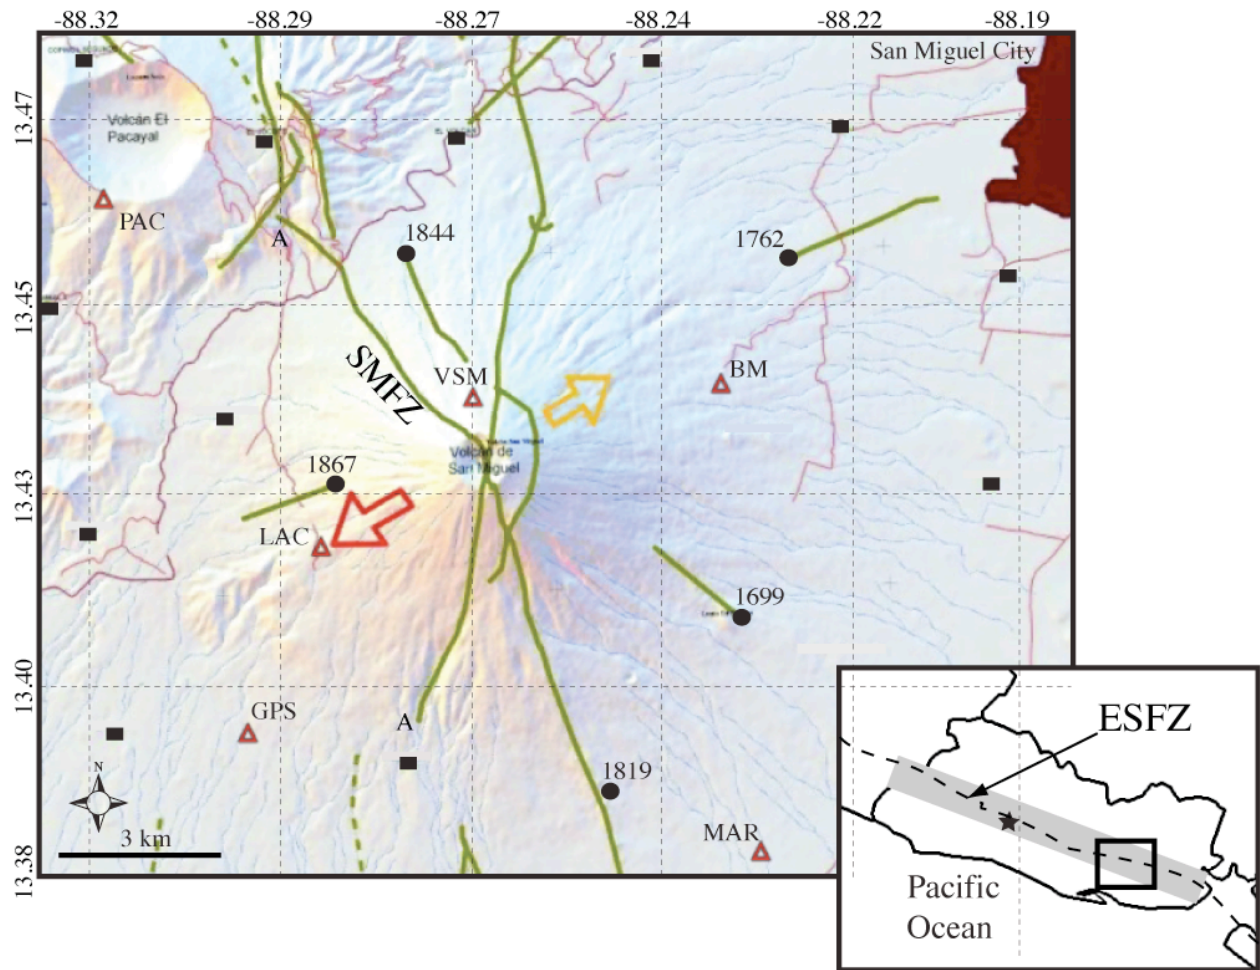 -88.32
-88.29
-88.27
-88.24
-88.22
-88.19
San Miguel City
13.47
Volcán El
Pacayal
PAC
A
1844
1762
13.45
SMFZ
VSM
BM
Volcán de
San Miguel
1867
13.43
LAC
1699
13.40
GPS
A
1819
N
3 km
MAR
13.38
ESFZ
Pacific
Ocean